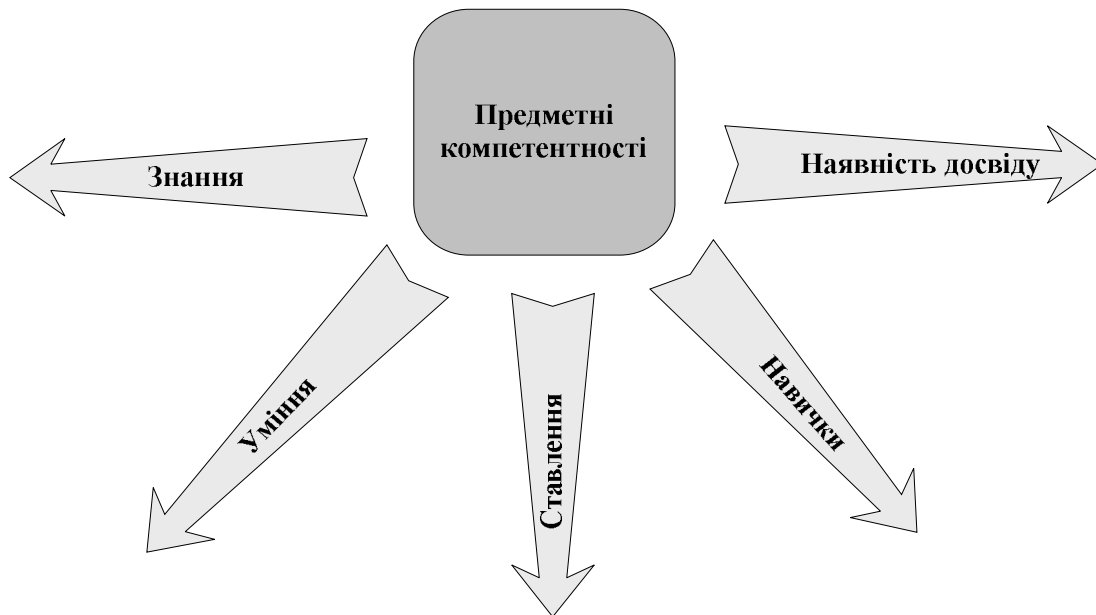 Предметні
компетентності
Знання
Наявність досвіду
Уміння
Ставлення
Навички